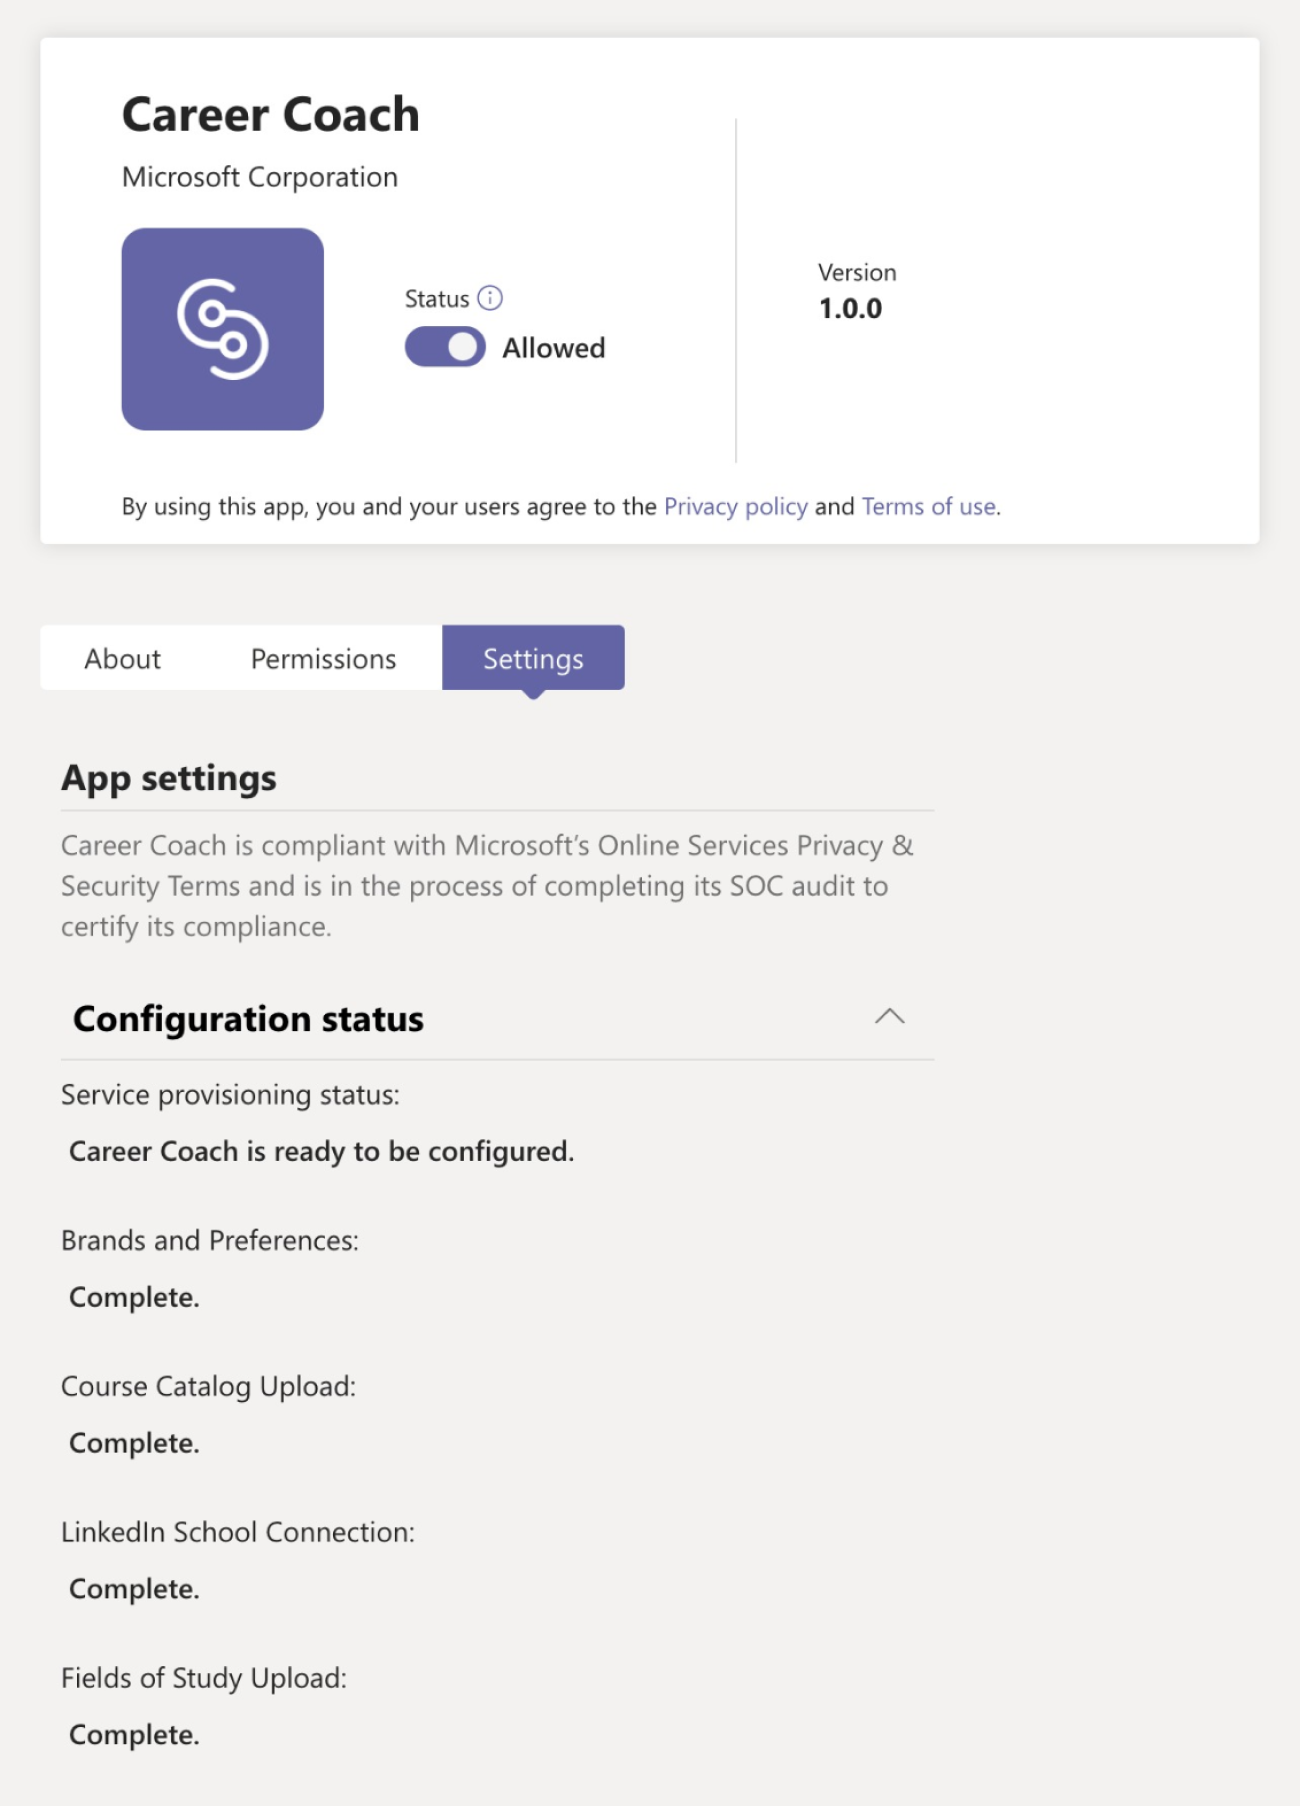 Career Coach
Microsoft Corporation
Status
Allowed
Version
1.0.0
By using this app, you and your users agree to the Privacy policy and Terms of use.
About
Permissions
Settings
App settings
Career Coach is compliant with Microsoft’s Online Services Privacy &
Security Terms and is in the process of completing its SOC audit to
certify its compliance.
Configuration status
Service provisioning status:
Career Coach is ready to be configured.
Brands and Preferences:
Complete.
Course Catalog Upload:
Complete.
LinkedIn School Connection:
Complete.
Fields of Study Upload:
Complete.